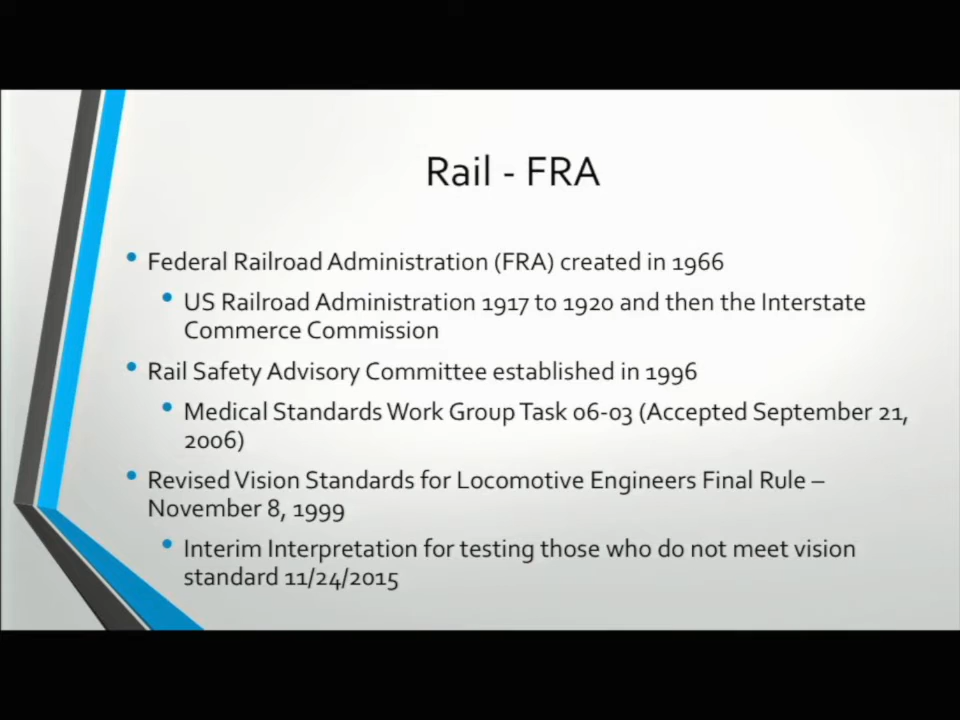 Rail - FRA
• Federal Railroad Administration (FRA) created in 1966
• US Railroad Administration 1917 to 1920 and then the Interstate
Commerce Commission
• Rail Safety Advisory Committee established in 1996
• Medical Standards Work Group Task 06-03 (Accepted September 21,
2006)
• Revised Vision Standards for Locomotive Engineers Final Rule –
November 8, 1999
• Interim Interpretation for testing those who do not meet vision
standard 11/24/2015